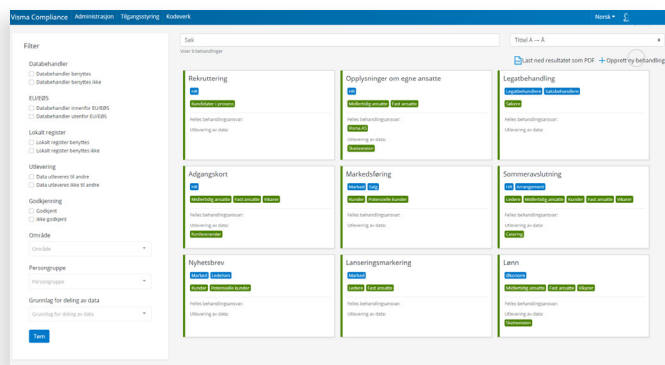 Visma Compliance Administrasjon Tilgangsstyring Kodeverk Norsk
Filter
Databehandler
Databehandler benyttes
Databehandler benyttes ikke
EU/EØS
Databehandler innenfor EU/EØS
Databehandler utenfor EU/EØS
Lokalt register
Lokalt register benyttes
Lokalt register benyttes ikke
Utlevering
Data utleveres til andre
Data utleveres ikke til andre
Godkjenning
Godkjent
Ikke godkjent
Område
Område
Persongruppe
Persongruppe
Grunnlag for deling av data
Grunnlag for deling av data
Tøm
Søk
Tittel A → Å
Viser 9 behandlinger
Last ned resultatet som PDF + Opprett ny behandling
Rekruttering
HR
Kandidater i prosess
Felles behandlingsansvar:
Utlevering av data:
Opplysninger om egne ansatte
HR
Midlertidig ansatte Fast ansatte
Felles behandlingsansvar:
Visma AS
Utlevering av data:
Skatteetaten
Legatbehandling
Legatbehandlere Saksbehandlere
Søkere
Felles behandlingsansvar:
Utlevering av data:
Adgangskort
HR
Midlertidig ansatte Fast ansatte Vikarer
Felles behandlingsansvar:
Utlevering av data:
Kortleverandør
Markedsføring
Marked Salg
Kunder Potensielle kunder
Felles behandlingsansvar:
Utlevering av data:
Sommeravslutning
HR Arrangement
Ledere Midlertidig ansatte Kunder Fast ansatte Vikarer
Felles behandlingsansvar:
Utlevering av data:
Catering
Nyhetsbrev
Marked Ledelsen
Kunder Potensielle kunder
Felles behandlingsansvar:
Utlevering av data:
Lanseringsmarkering
Marked
Ledere Fast ansatte
Felles behandlingsansvar:
Utlevering av data:
Lønn
Økonomi
Midlertidig ansatte Fast ansatte Vikarer
Felles behandlingsansvar:
Utlevering av data:
Skatteetaten